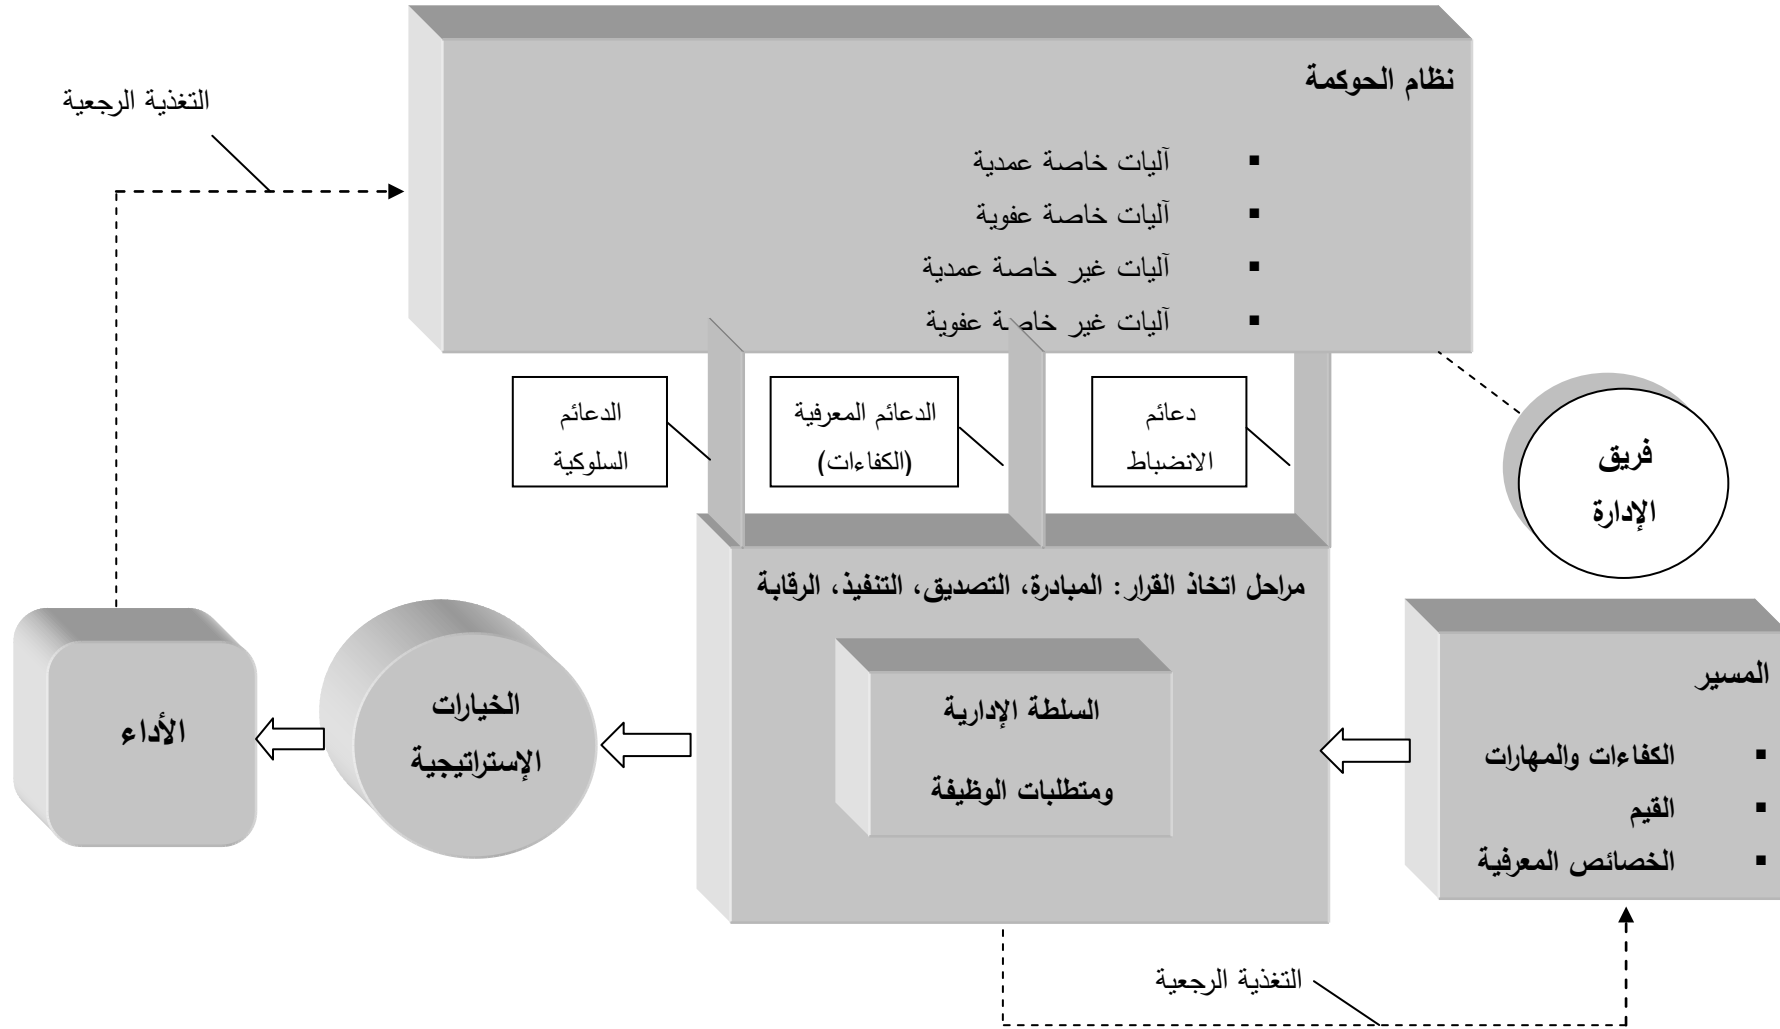 نظام الحوكمة
▪ آليات خاصة عمدية
▪ آليات خاصة عفوية
▪ آليات غير خاصة عمدية
▪ آليات غير خاصة عفوية
التغذية الرجعية
دعائم
الانضباط
الدعائم المعرفية
(الكفاءات)
الدعائم
السلوكية
فريق
الإدارة
مراحل اتخاذ القرار: المبادرة، التصديق، التنفيذ، الرقابة
السلطة الإدارية
ومتطلبات الوظيفة
المسير
▪ الكفاءات والمهارات
▪ القيم
▪ الخصائص المعرفية
الخيارات
الإستراتيجية
الأداء
التغذية الرجعية